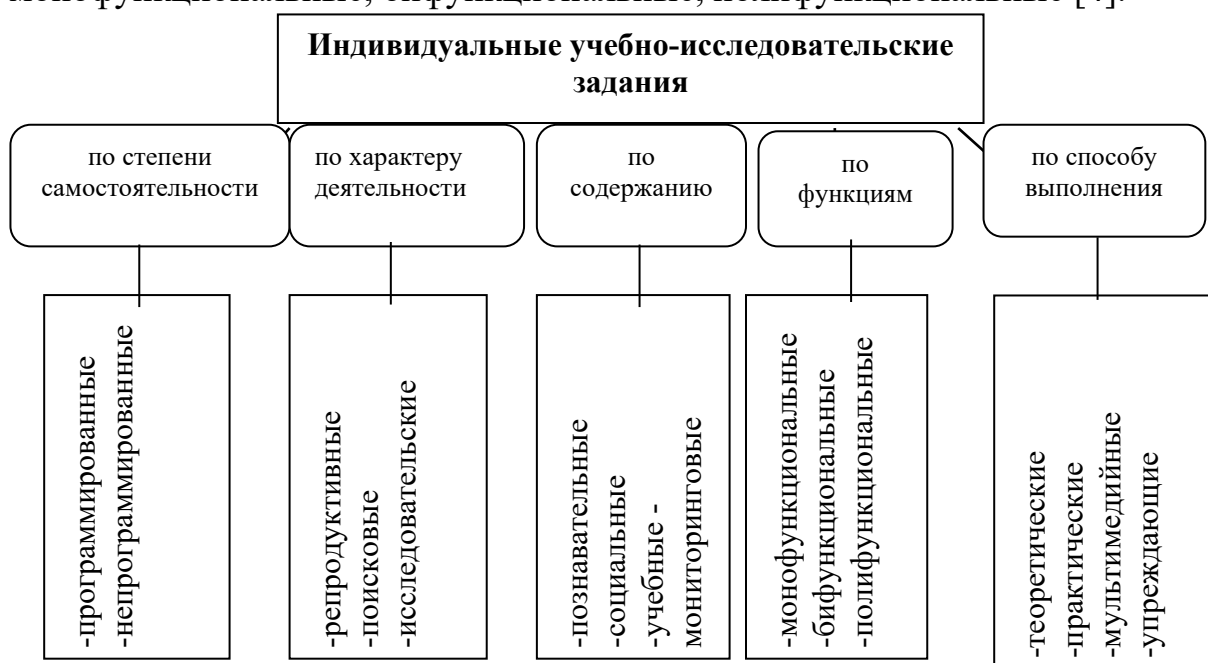 монофункциональные, бифункциональные, полифункциональные [4].
Индивидуальные учебно-исследовательские
задания
по степени
самостоятельности
по характеру
деятельности
по
содержанию
по
функциям
по способу
выполнения
-программированные
-непрограммированные
-репродуктивные
-поисковые
-исследовательские
-познавательные
-социальные
-учебные -
мониторинговые
-монофункциональные
-бифункциональные
-полифункциональные
-теоретические
-практические
-мультимедийные
-упреждающие